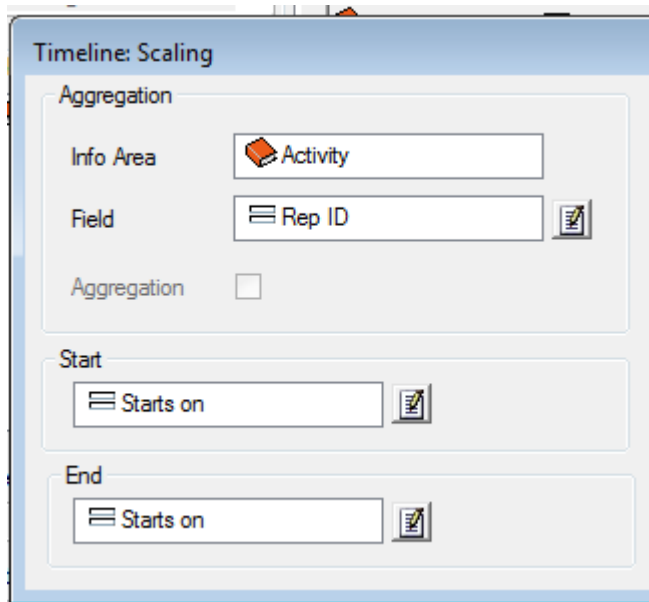 Timeline: Scaling
Aggregation
Info Area Activity
Field Rep ID
Aggregation
Start
Starts on
End
Starts on